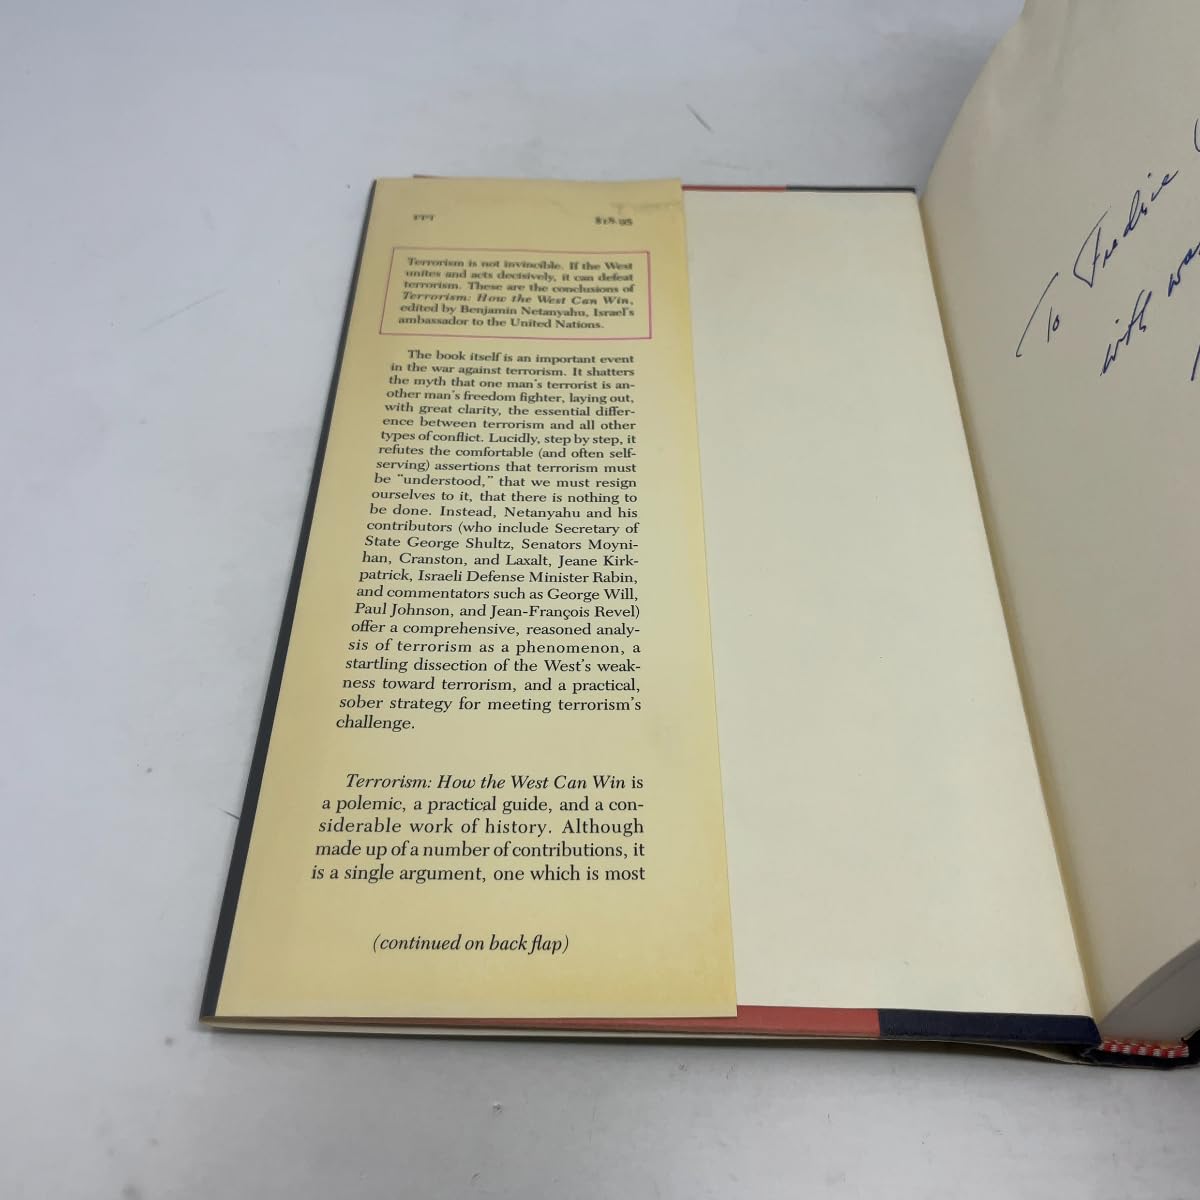 FPT
$18.95
Terrorism is not invincible. If the West
unites and acts decisively, it can defeat
terrorism. These are the conclusions of
Terrorism: How the West Can Win,
edited by Benjamin Netanyahu, Israel's
ambassador to the United Nations.
The book itself is an important event
in the war against terrorism. It shatters
the myth that one man's terrorist is an-
other man's freedom fighter, laying out,
with great clarity, the essential differ-
ence between terrorism and all other
types of conflict. Lucidly, step by step, it
refutes the comfortable (and often self-
serving) assertions that terrorism must
be "understood," that we must resign
ourselves to it, that there is nothing to
be done. Instead, Netanyahu and his
contributors (who include Secretary of
State George Shultz, Senators Moyni-
han, Cranston, and Laxalt, Jeane Kirk-
patrick, Israeli Defense Minister Rabin,
and commentators such as George Will,
Paul Johnson, and Jean-François Revel)
offer a comprehensive, reasoned analy-
sis of terrorism as a phenomenon, a
startling dissection of the West's weak-
ness toward terrorism, and a practical,
sober strategy for meeting terrorism's
challenge.
Terrorism: How the West Can Win is
a polemic, a practical guide, and a con-
siderable work of history. Although
made up of a number of contributions, it
is a single argument, one which is most
(continued on back flap)
To
with